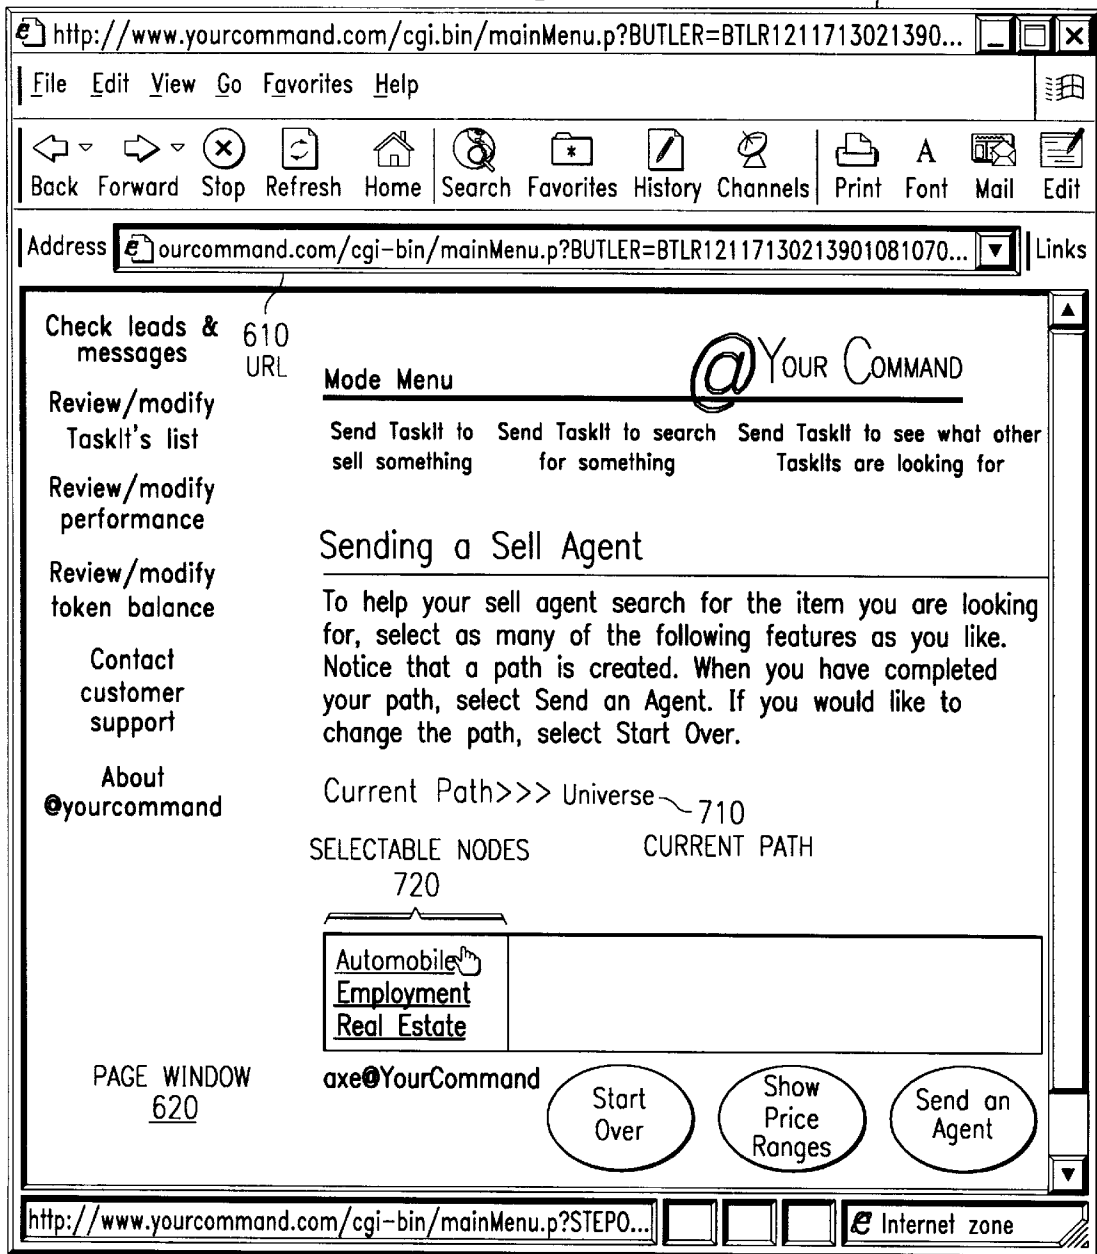 http://www.yourcommand.com/cgi.bin/mainMenu.p?BUTLER=BTLR1211713021390...
File Edit View Go Favorites Help
Back Forward Stop Refresh Home Search Favorites History Channels Print Font Mail Edit
Address ourcommand.com/cgi-bin/mainMenu.p?BUTLER=BTLR12117130213901081070... Links
610
URL
Check leads &
messages
Review/modify
TaskIt's list
Review/modify
performance
Review/modify
token balance
Contact
customer
support
About
@yourcommand
Mode Menu
@YOUR COMMAND
Send TaskIt to
sell something
Send TaskIt to search
for something
Send TaskIt to see what other
TaskIts are looking for
Sending a Sell Agent
To help your sell agent search for the item you are looking
for, select as many of the following features as you like.
Notice that a path is created. When you have completed
your path, select Send an Agent. If you would like to
change the path, select Start Over.
Current Path>>> Universe
710
CURRENT PATH
SELECTABLE NODES
720
Automobile
Employment
Real Estate
PAGE WINDOW
620
axe@YourCommand
Start
Over
Show
Price
Ranges
Send an
Agent
http://www.yourcommand.com/cgi-bin/mainMenu.p?STEPO...
Internet zone